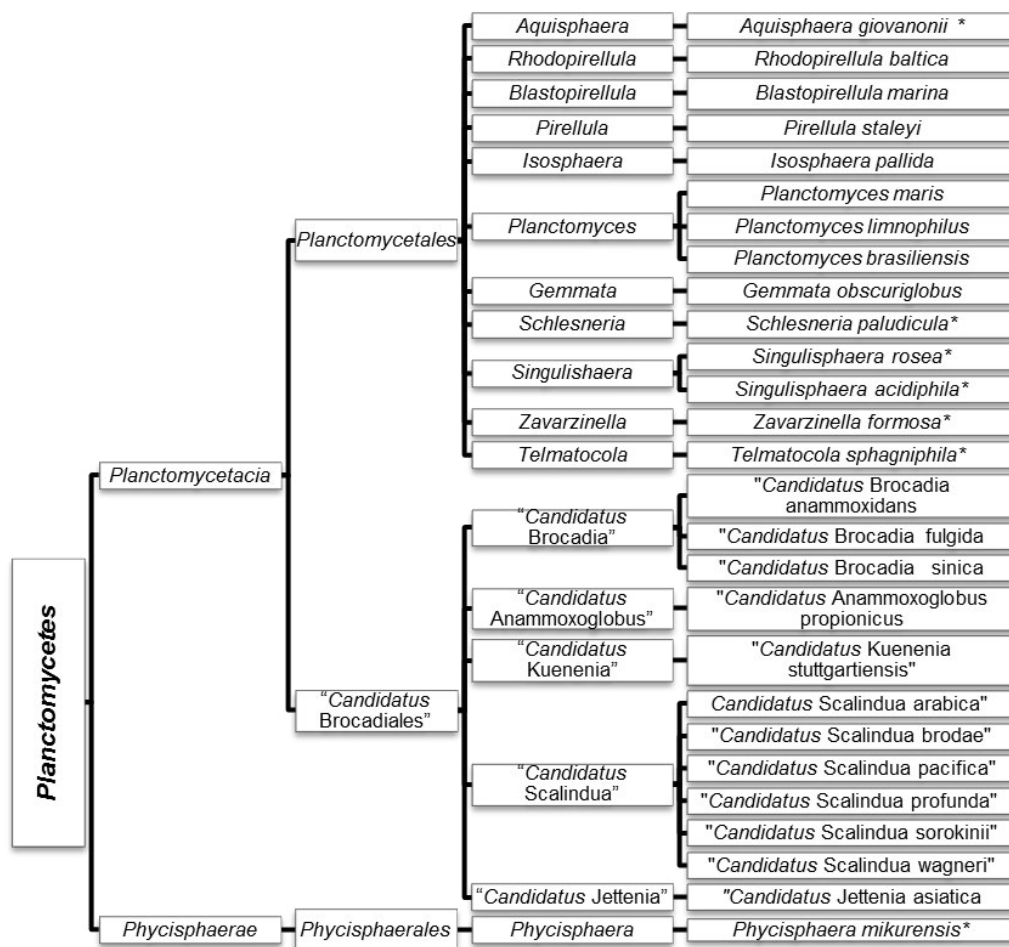 Aquisphaera
Aquisphaera giovanonii *
Rhodopirellula
Rhodopirellula baltica
Blastopirellula
Blastopirellula marina
Pirellula
Pirellula staleyi
Isosphaera
Isosphaera pallida
Planctomycetales
Planctomyces
Planctomyces maris
Planctomyces limnophilus
Planctomyces brasiliensis
Gemmata
Gemmata obscuriglobus
Schlesneria
Schlesneria paludicula*
Singulishaera
Singulisphaera rosea*
Singulisphaera acidiphila*
Zavarzinella
Zavarzinella formosa*
Telmatocola
Telmatocola sphagniphila*
Planctomycetacia
Planctomycetes
“Candidatus
Brocadia”
"Candidatus Brocadia
anammoxidans
"Candidatus Brocadia fulgida
"Candidatus Brocadia sinica
“Candidatus
Anammoxoglobus”
"Candidatus Anammoxoglobus
propionicus
“Candidatus
Kuenenia”
"Candidatus Kuenenia
stuttgartiensis"
“Candidatus
Brocadiales”
“Candidatus
Scalindua”
Candidatus Scalindua arabica"
"Candidatus Scalindua brodae"
"Candidatus Scalindua pacifica"
"Candidatus Scalindua profunda"
"Candidatus Scalindua sorokinii"
"Candidatus Scalindua wagneri"
“Candidatus Jettenia”
"Candidatus Jettenia asiatica
Phycisphaerae
Phycisphaerales
Phycisphaera
Phycisphaera mikurensis*